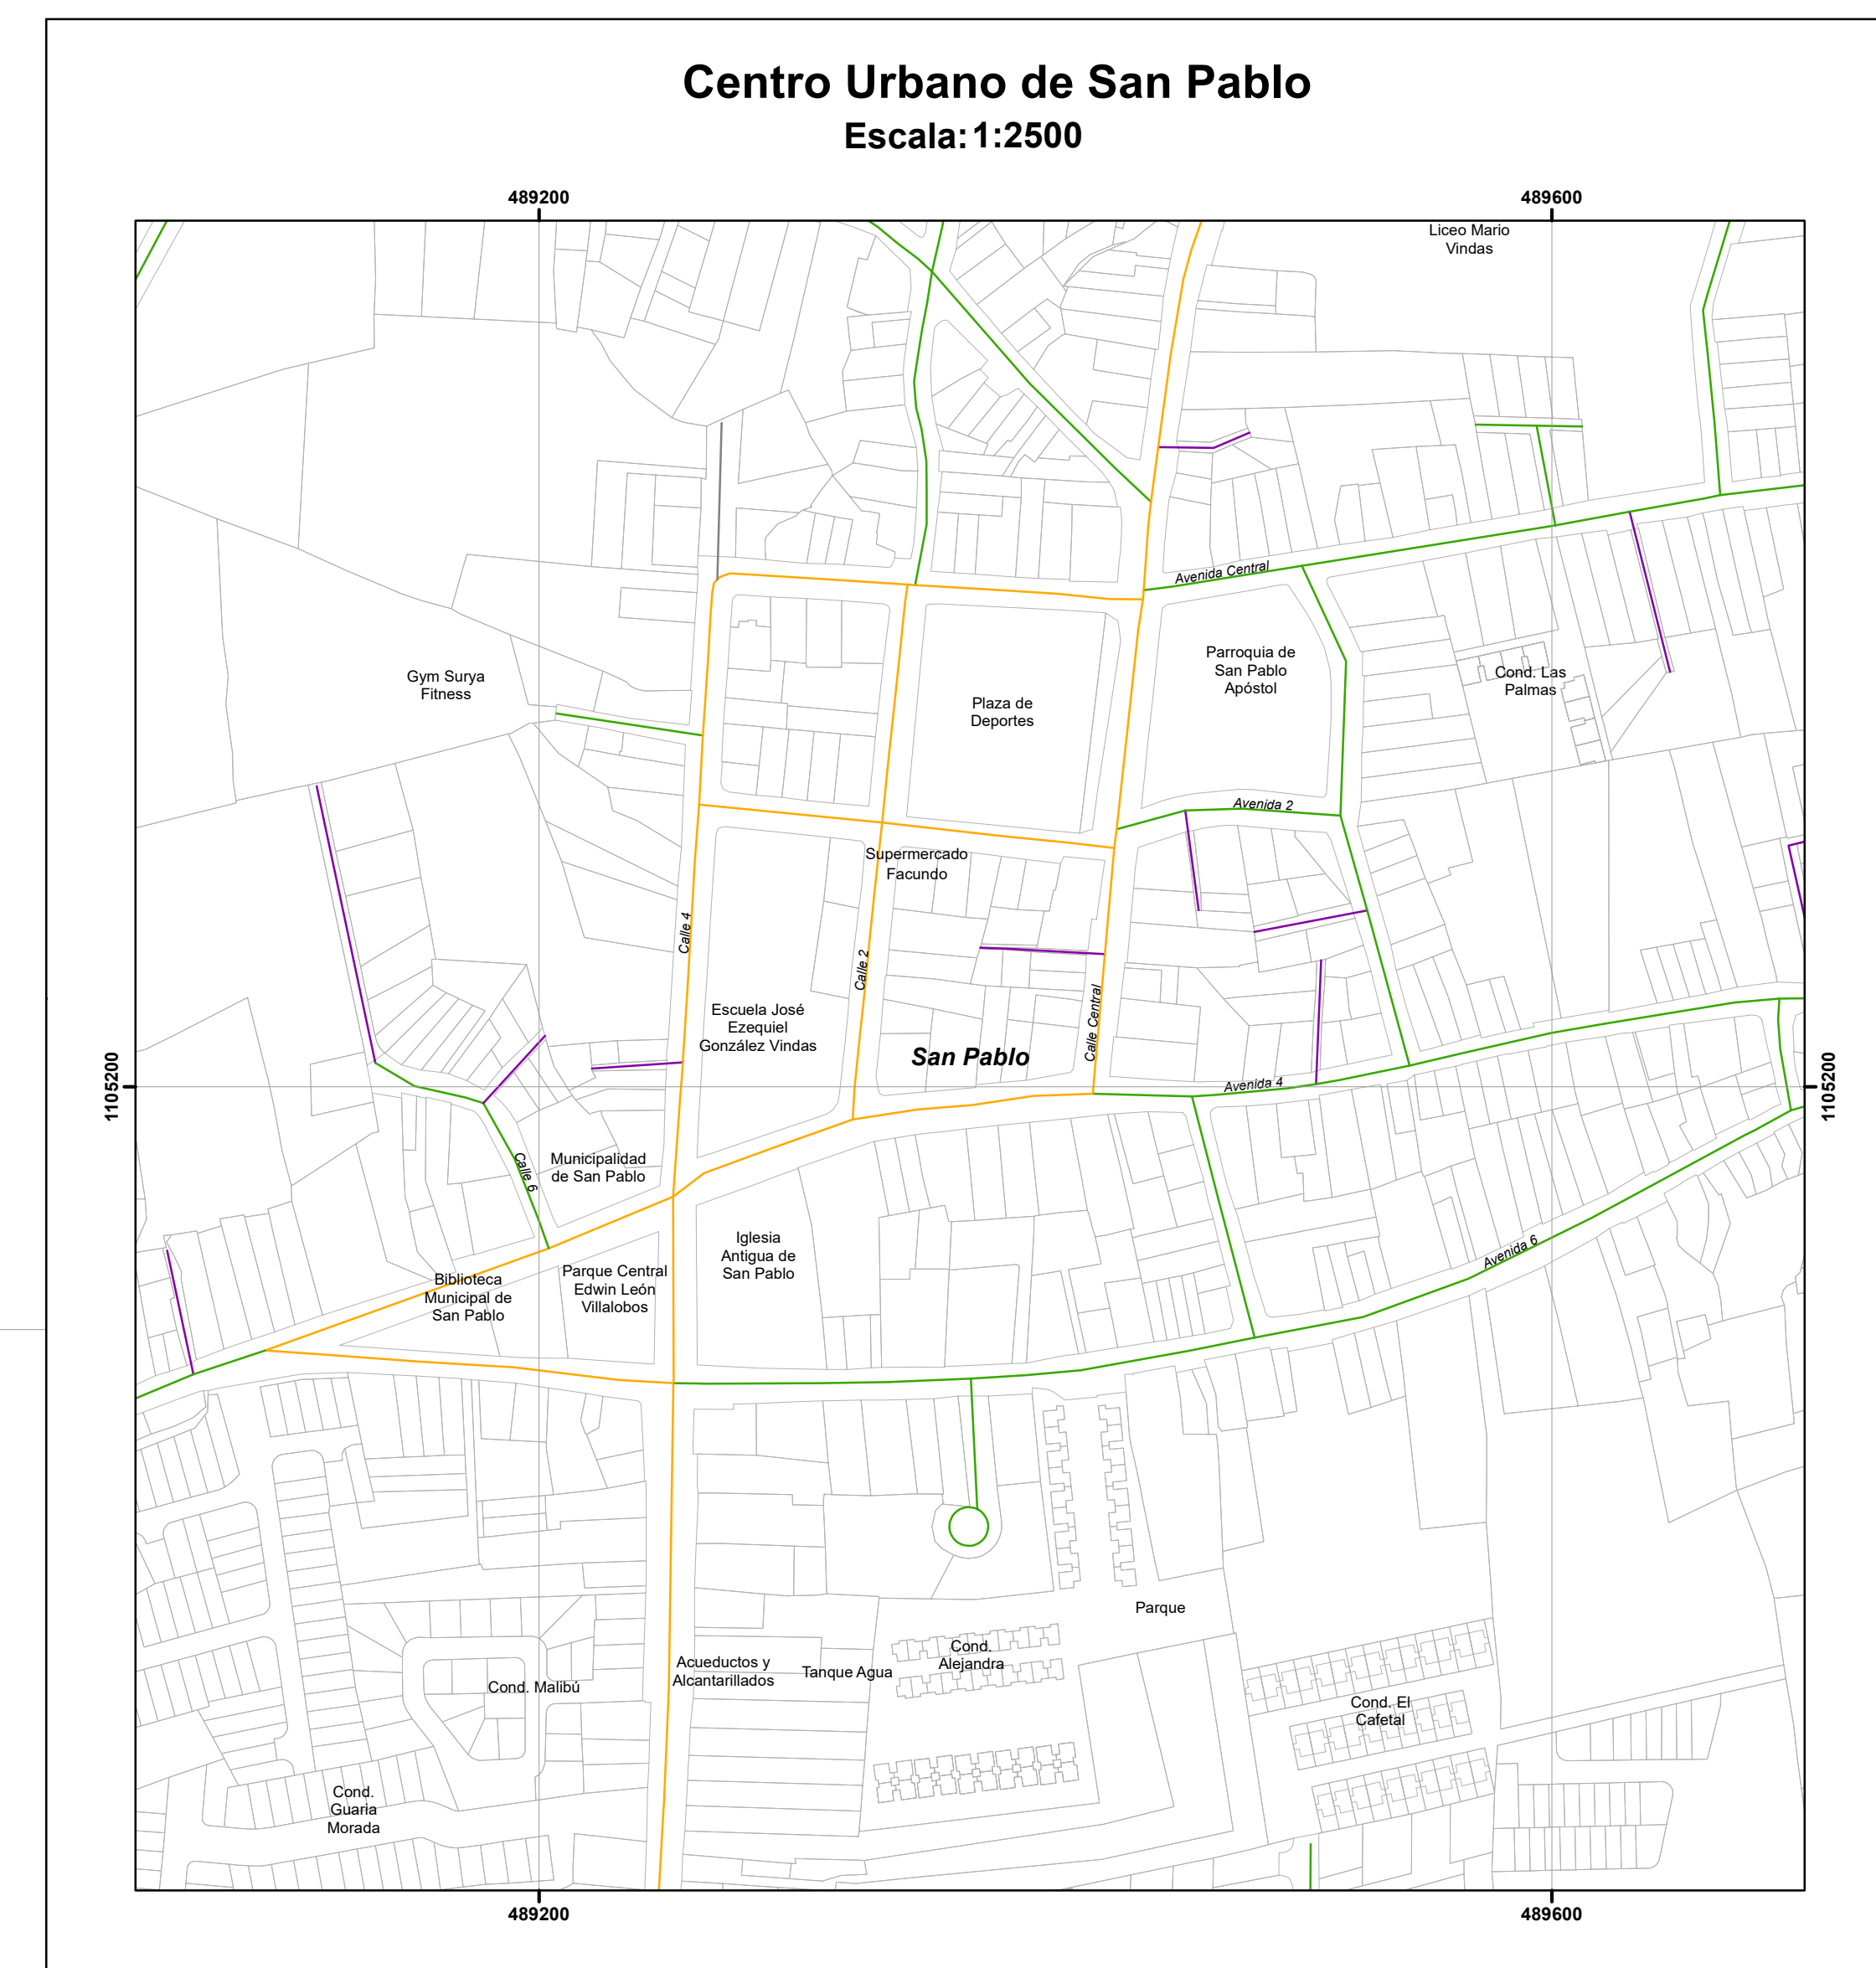 Centro Urbano de San Pablo
Escala: 1:2500
489200
489600
Liceo Mario
Vindas
Avenida Central
Parroquia de
San Pablo
Apóstol
Gym Surya
Fitness
Cond. Las
Palmas
Plaza de
Deportes
Avenida 2
Supermercado
Facundo
Calle 4
Calle 2
Calle Central
Escuela José
Ezequiel
González Vindas
San Pablo
1105200
Avenida 4
1105200
Calle 6
Municipalidad
de San Pablo
Iglesia
Antigua de
San Pablo
Avenida 6
Biblioteca
Municipal de
San Pablo
Parque Central
Edwin León
Villalobos
Parque
Cond.
Alejandra
Acueductos y
Alcantarillados
Tanque Agua
Cond. Malibú
Cond. El
Cafetal
Cond.
Guaria
Morada
489200
489600